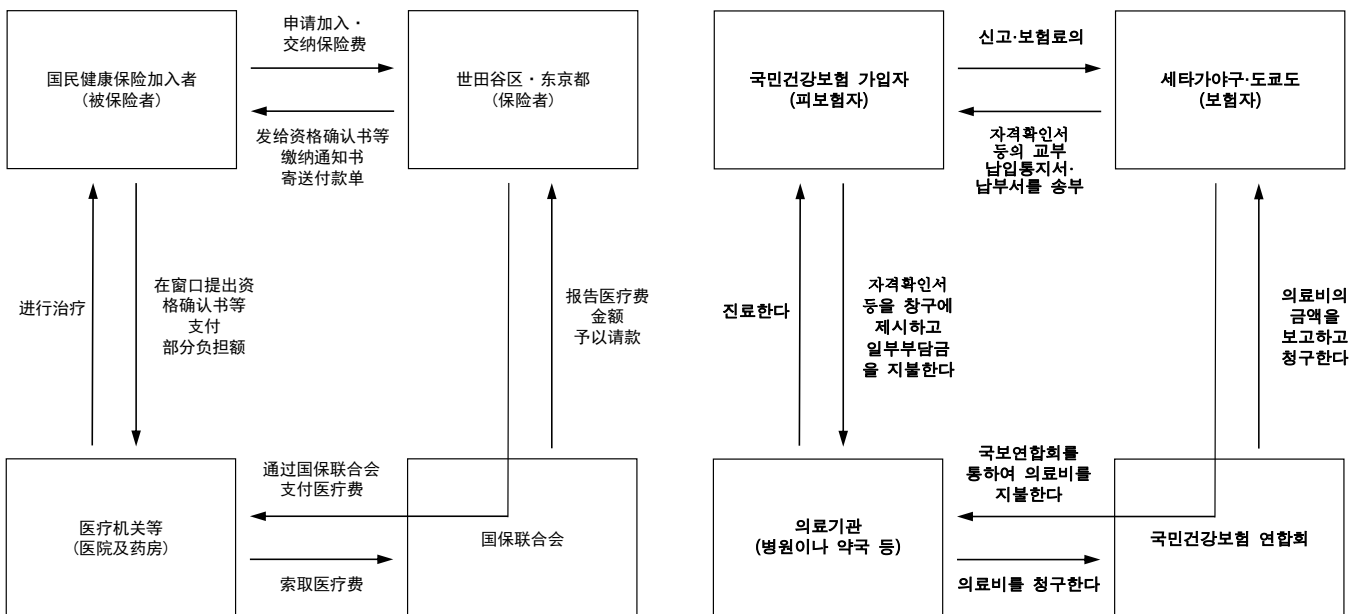 申请加入・
交纳保险费
国民健康保险加入者
(被保险者)
世田谷区・东京都
(保险者)
发给资格确认书等
缴纳通知书
寄送付款单
进行治疗
在窗口提出资
格确认书等
支付
部分负担额
报告医疗费
金额
予以请款
通过国保联合会
支付医疗费
医疗机关等
(医院及药房)
国保联合会
索取医疗费
신고·보험료의
국민건강보험 가입자
(피보험자)
세타가야구·도쿄도
(보험자)
자격확인서
등의 교부
납입통지서·
납부서를 송부
진료한다
자격확인서
등을 창구에
제시하고
일부부담금
을 지불한다
의료비의
금액을
보고하고
청구한다
국보연합회를
통하여 의료비를
지불한다
의료기관
(병원이나 약국 등)
국민건강보험 연합회
의료비를 청구한다